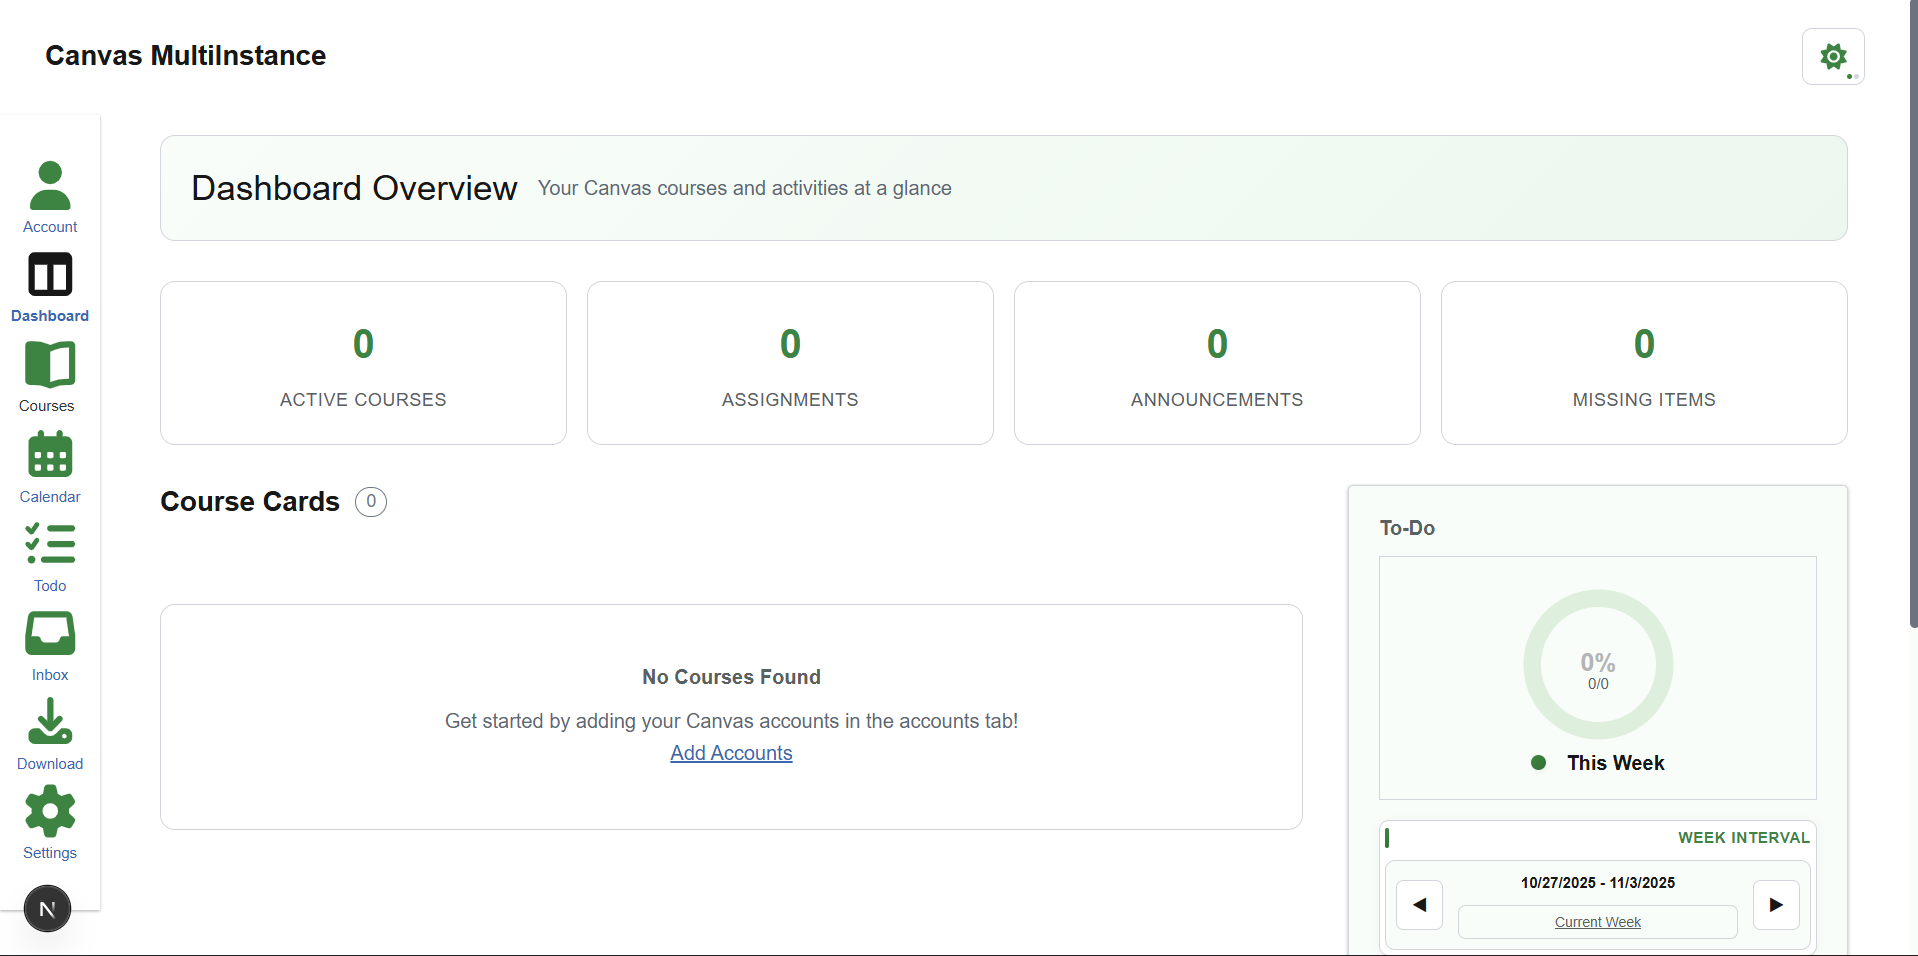 Canvas MultiInstance
Account
Dashboard
Courses
Calendar
Todo
Inbox
Download
Settings
N
Dashboard Overview
Your Canvas courses and activities at a glance
0
ACTIVE COURSES
0
ASSIGNMENTS
0
ANNOUNCEMENTS
0
MISSING ITEMS
Course Cards
0
No Courses Found
Get started by adding your Canvas accounts in the accounts tab!
Add Accounts
To-Do
0%
0/0
This Week
WEEK INTERVAL
10/27/2025 - 11/3/2025
Current Week